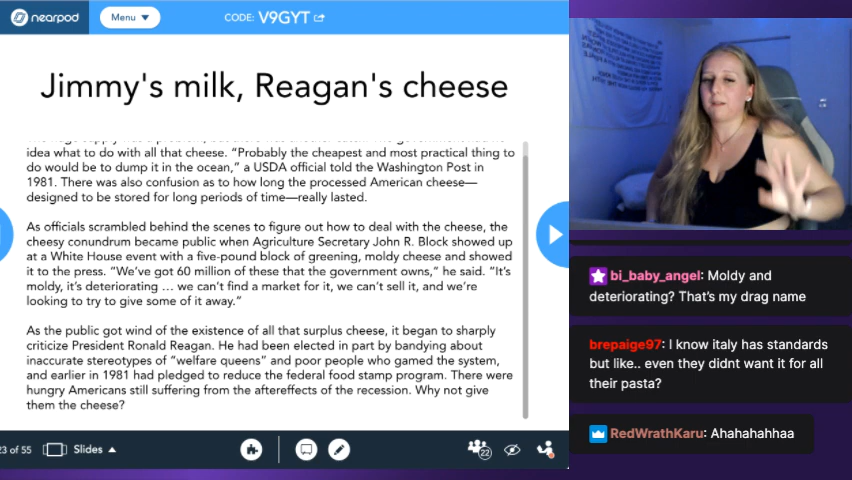 nearpod
Menu
CODE: V9GYT
Jimmy's milk, Reagan's cheese
idea what to do with all that cheese. “Probably the cheapest and most practical thing to
do would be to dump it in the ocean,” a USDA official told the Washington Post in
1981. There was also confusion as to how long the processed American cheese—
designed to be stored for long periods of time—really lasted.
As officials scrambled behind the scenes to figure out how to deal with the cheese, the
cheesy conundrum became public when Agriculture Secretary John R. Block showed up
at a White House event with a five-pound block of greening, moldy cheese and showed
it to the press. “We’ve got 60 million of these that the government owns,” he said. “It’s
moldy, it’s deteriorating … we can’t find a market for it, we can’t sell it, and we’re
looking to try to give some of it away.”
As the public got wind of the existence of all that surplus cheese, it began to sharply
criticize President Ronald Reagan. He had been elected in part by bandying about
inaccurate stereotypes of “welfare queens” and poor people who gamed the system,
and earlier in 1981 had pledged to reduce the federal food stamp program. There were
hungry Americans still suffering from the aftereffects of the recession. Why not give
them the cheese?
23 of 55
Slides
22
bi_baby_angel: Moldy and
deteriorating? That's my drag name
brepaige97: I know italy has standards
but like.. even they didnt want it for all
their pasta?
RedWrathKaru: Ahahahahhaa